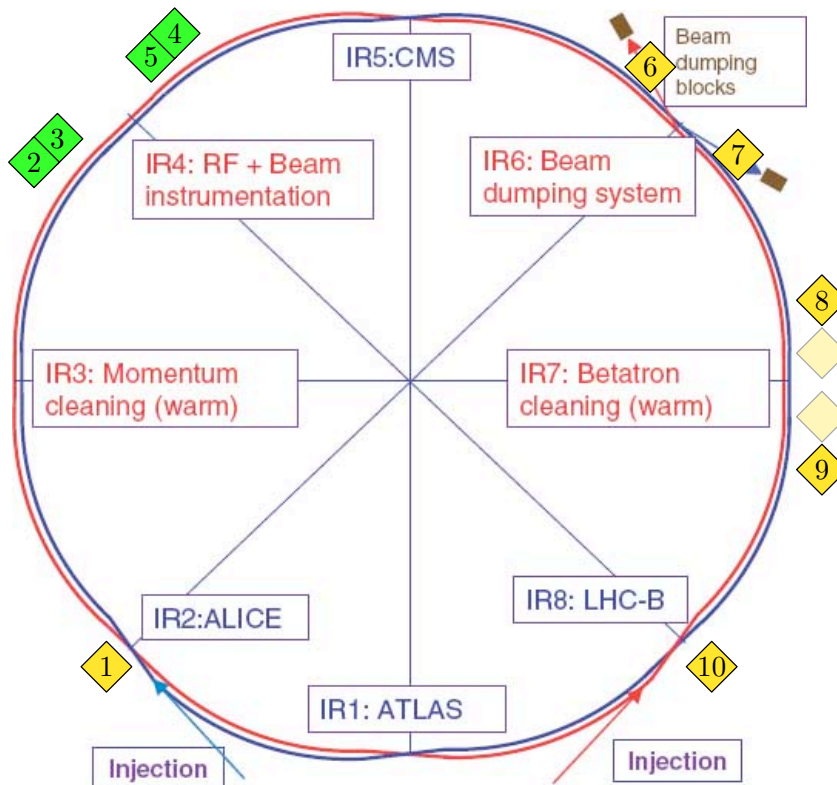 5 4
IR5:CMS
6
Beam
dumping
blocks
2 3
IR4: RF + Beam
instrumentation
IR6: Beam
dumping system
7
8
IR3: Momentum
cleaning (warm)
IR7: Betatron
cleaning (warm)
9
IR2:ALICE
IR8: LHC-B
1
10
IR1: ATLAS
Injection
Injection